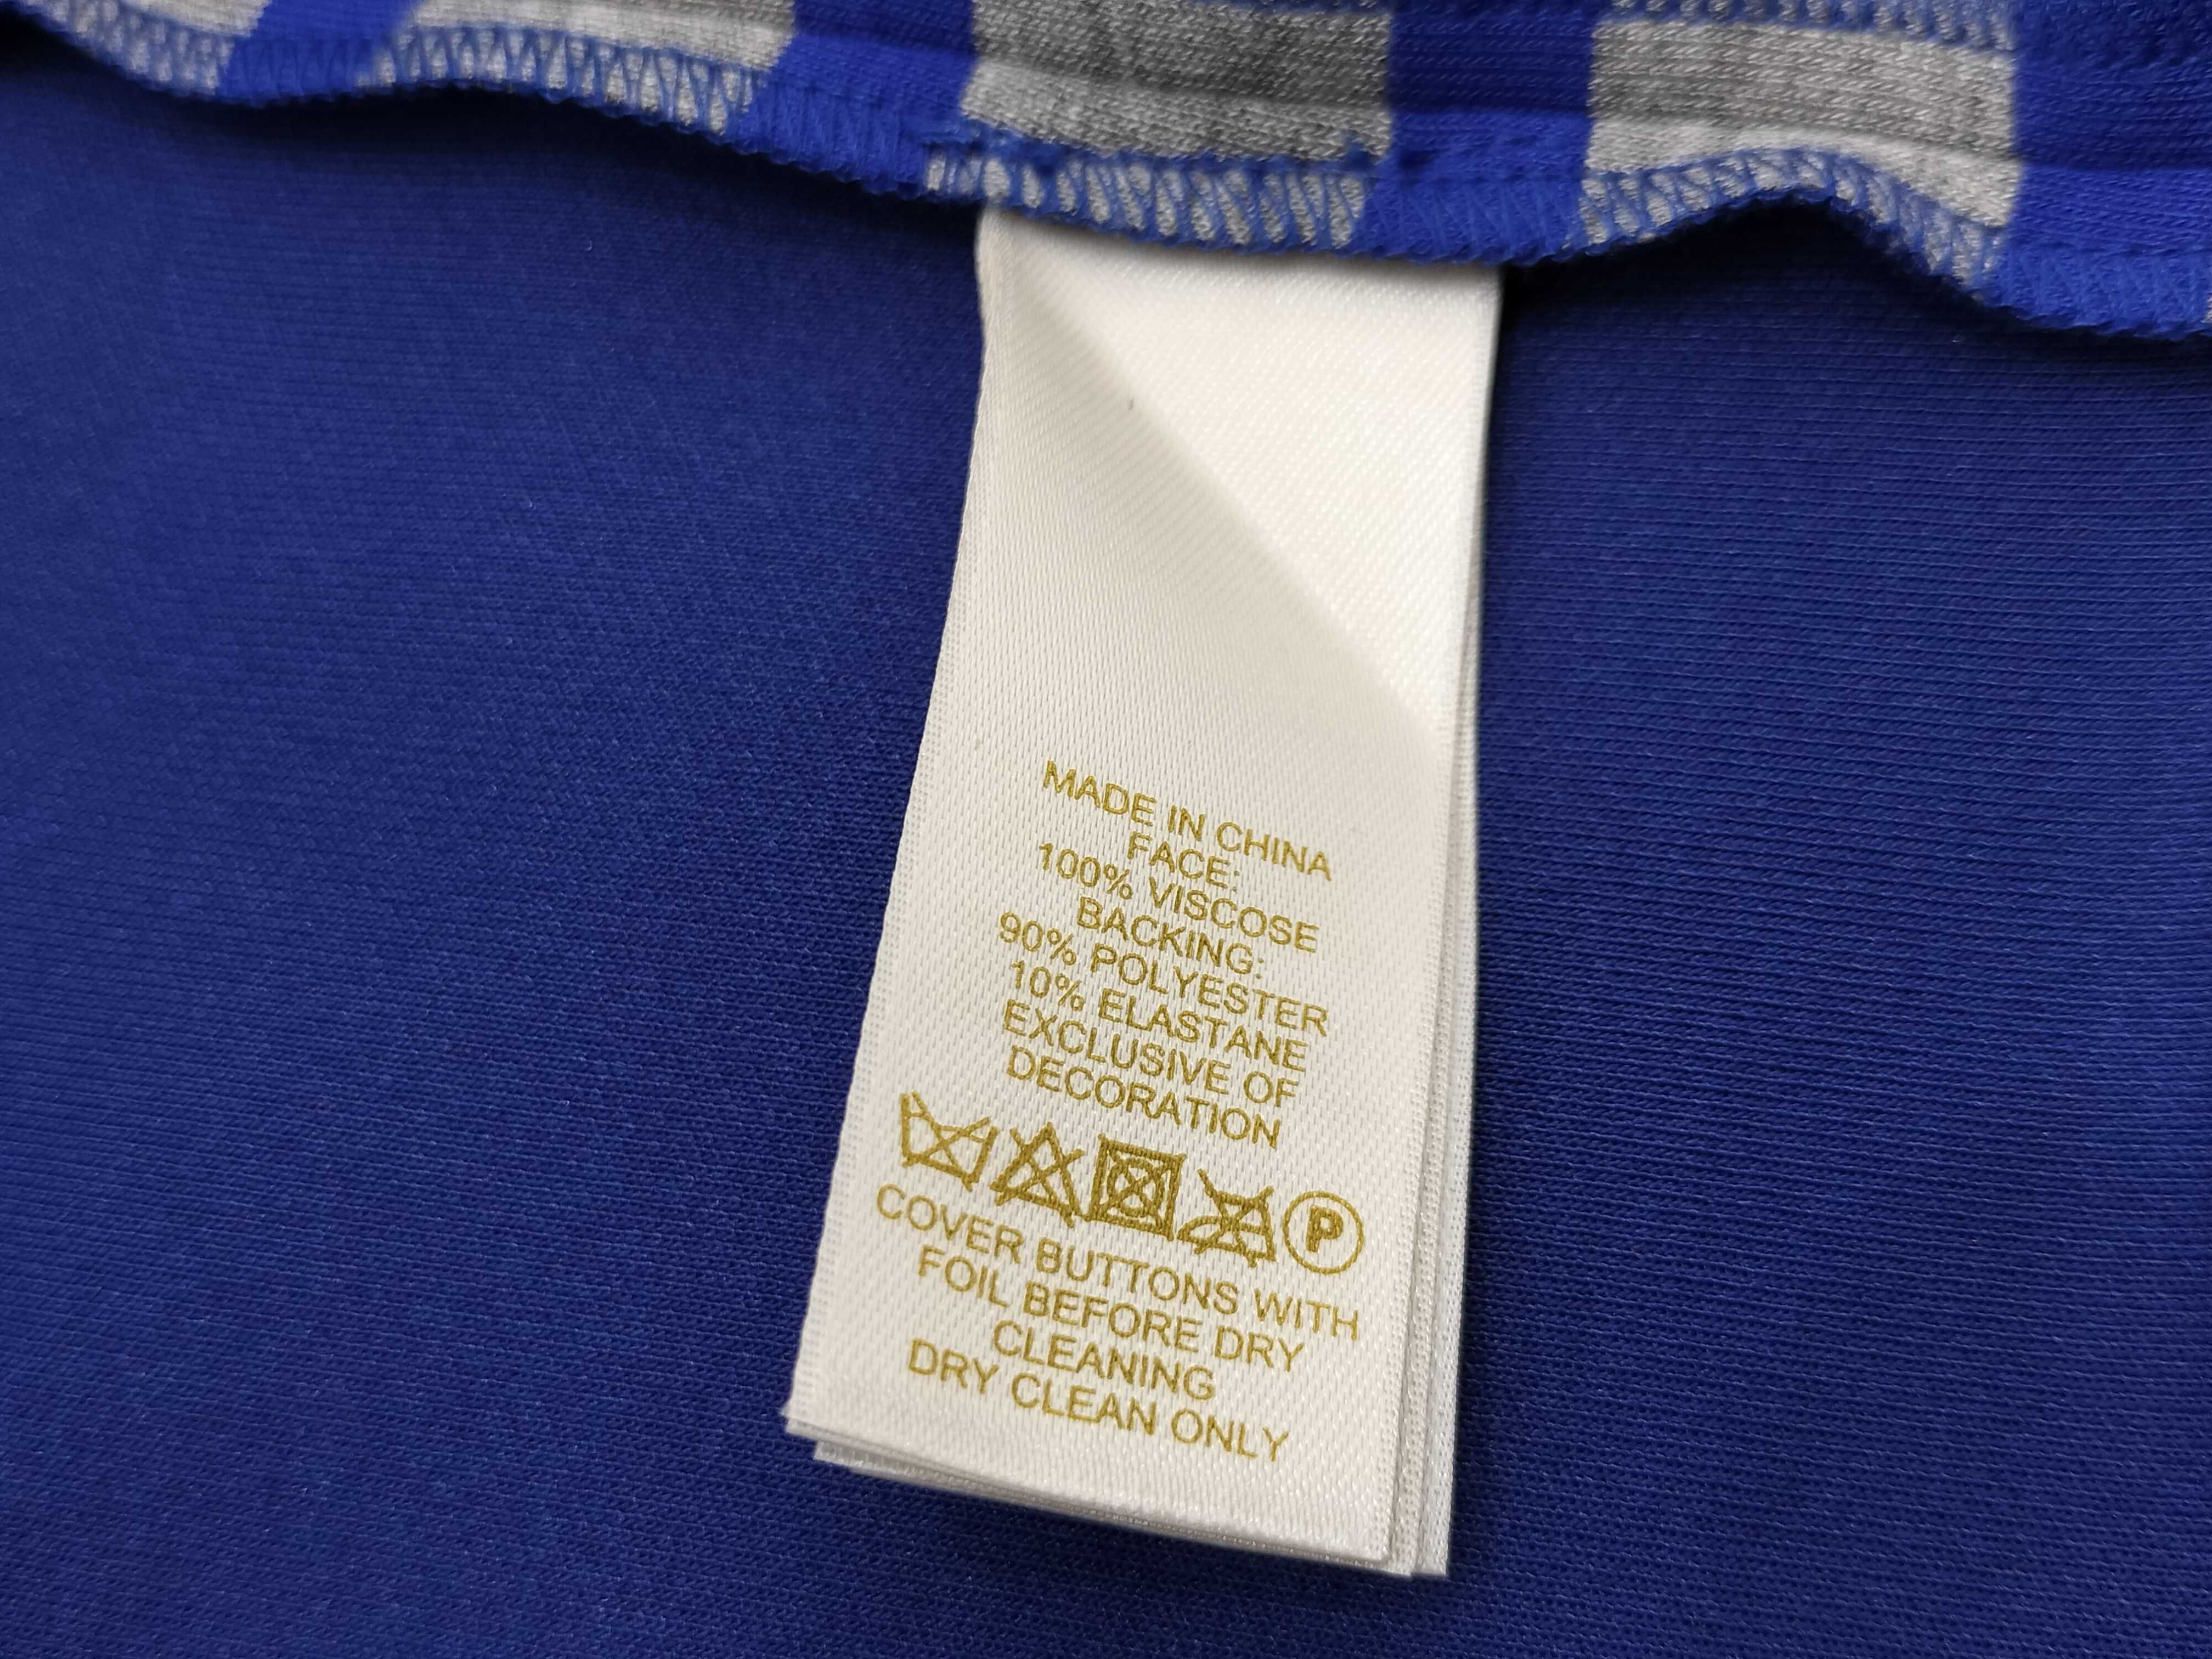 MADE IN CHINA
FACE:
100% VISCOSE
BACKING:
90% POLYESTER
10% ELASTANE
EXCLUSIVE OF
DECORATION
P
COVER BUTTONS WITH
FOIL BEFORE DRY
CLEANING
DRY CLEAN ONLY